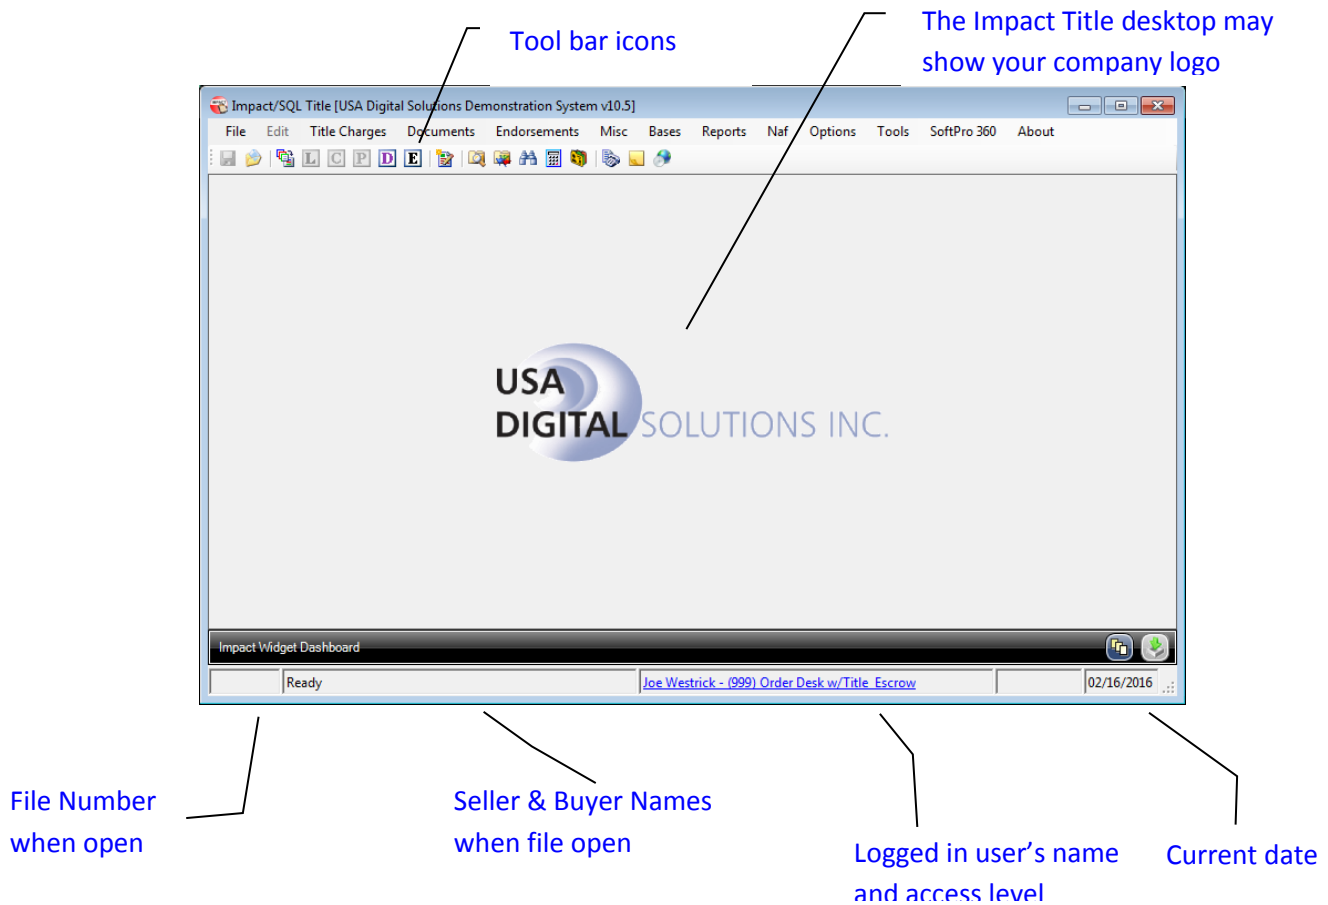 The Impact Title desktop may
show your company logo
Tool bar icons
Impact/SQL Title [USA Digital Solutions Demonstration System v10.5]
File Edit Title Charges Documents Endorsements Misc Bases Reports Naf Options Tools SoftPro 360 About
L C P D E
USA
DIGITAL SOLUTIONS INC.
Impact Widget Dashboard
Ready Joe Westrick - (999) Order Desk w/Title Escrow 02/16/2016
File Number
when open
Seller & Buyer Names
when file open
Logged in user’s name
and access level
Current date